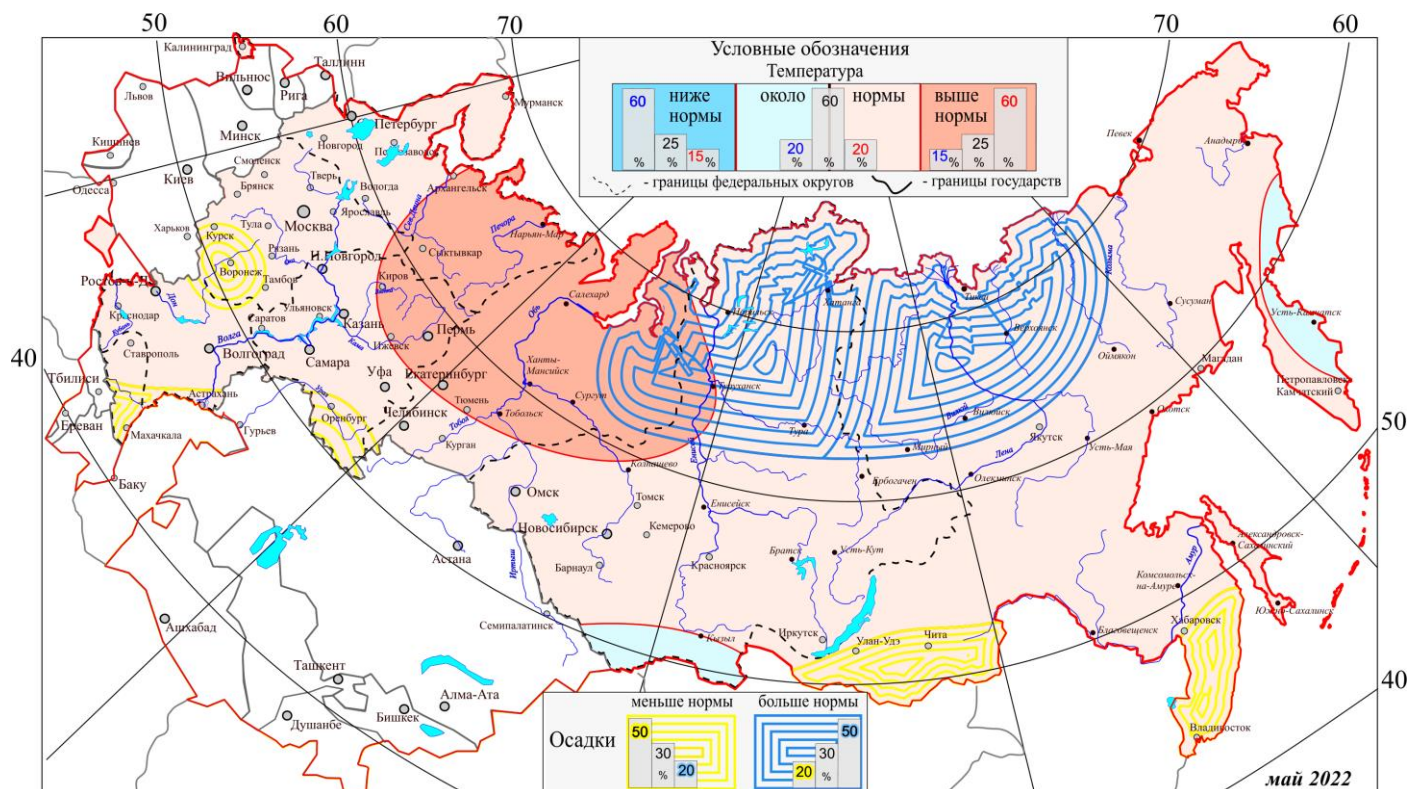 50
60
70
70
60
Условные обозначения
Температура
60
%
25
%
15
%
ниже
нормы
около
20
%
60
%
нормы
20
%
выше
нормы
15
%
25
%
60
%
- границы федеральных округов
- границы государств
Калининград
Вильнюс
Таллинн
Рига
Львов
Минск
Кишинев
Одесса
Киев
С.Петербург
Мурманск
Новгород
Смоленск
Тверь
Брянск
Вологда
Архангельск
Сев.Двина
Печора
Нарьян-Мар
Москва
Ярославль
Харьков
Курск
Тула
Рязань
Сыктывкар
Воронеж
Н.Новгород
Киров
Тамбов
Дон
Краснодар
Кубань
Ульяновск
Казань
Саратов
Пермь
Салехард
Обь
Ставрополь
Волга
Волгоград
Самара
Кама
Ижевск
40
Тбилиси
Уфа
Екатеринбург
Ханты-
Мансийск
Ереван
Астрахань
Урал
Оренбург
Челябинск
Тюмень
Сургут
Махачкала
Гурьев
Тобол
Тобольск
Курган
Баку
Колпашево
Омск
Томск
Новосибирск
Кемерово
Астана
Иртыш
Барнаул
Енисейск
Красноярск
Семипалатинск
Кызыл
Ашхабад
Ташкент
Душанбе
Бишкек
Алма-Ата
Норильск
Хатанга
Тикси
Верхоянск
Туруханск
Енисей
Тура
Мирный
Вилюй
Вилюйск
Якутск
Лена
Олекминск
Ербогачен
Усть-Мая
Усть-Кут
Братск
Иркутск
Улан-Удэ
Чита
Певек
Анадырь
Колыма
Сусуман
Оймякон
Магадан
Охотск
Усть-Камчатск
Петропавловск-
Камчатский
50
Александровск-
Сахалинский
Амур
Комсомольск-
на-Амуре
Южно-Сахалинск
Благовещенск
Хабаровск
Владивосток
40
Осадки
меньше нормы
50
30
%
20
больше нормы
20
30
%
50
май 2022